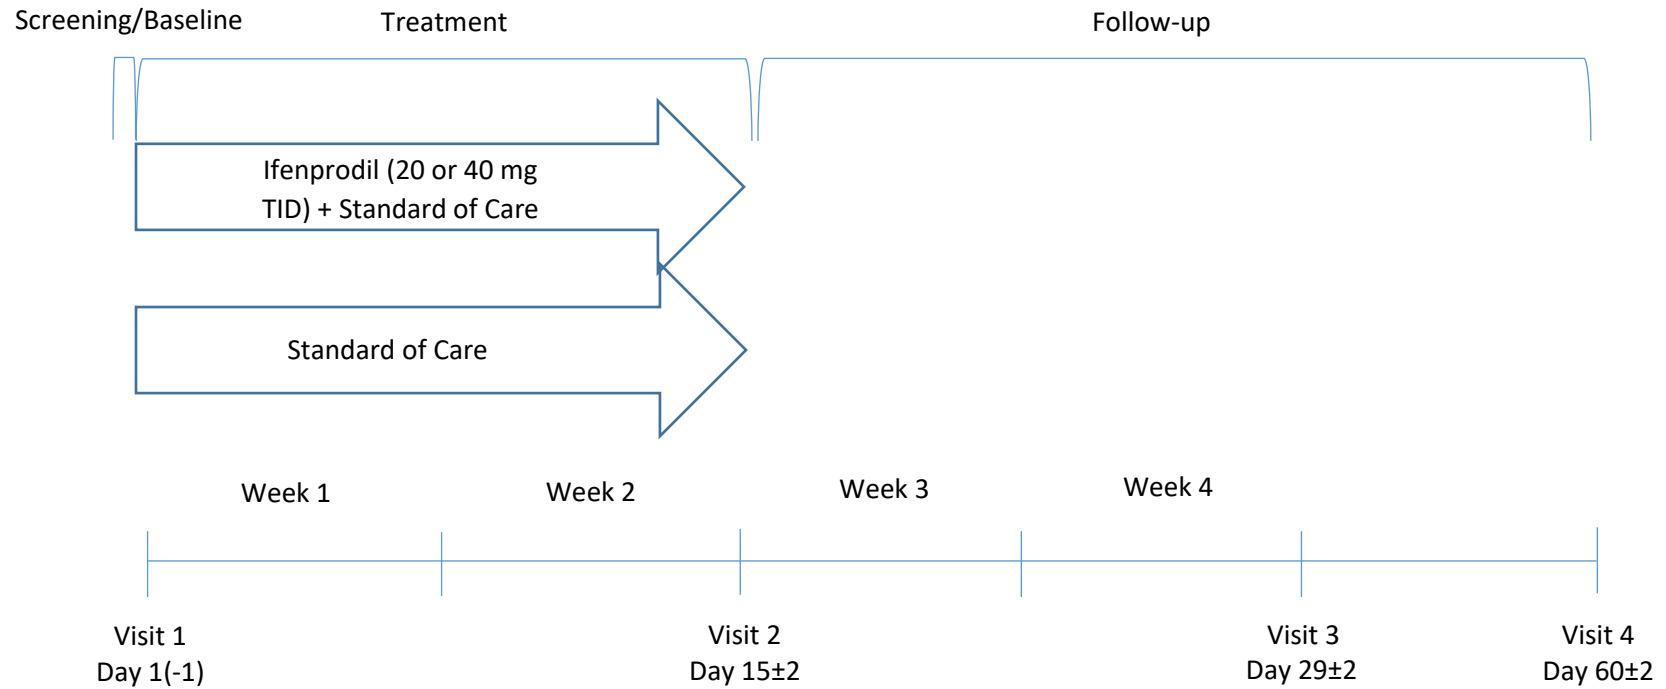 Screening/Baseline
Treatment
Follow-up
Ifenprodil (20 or 40 mg
TID) + Standard of Care
Standard of Care
Week 1
Week 2
Week 3
Week 4
Visit 1
Day 1(-1)
Visit 2
Day 15±2
Visit 3
Day 29±2
Visit 4
Day 60±2